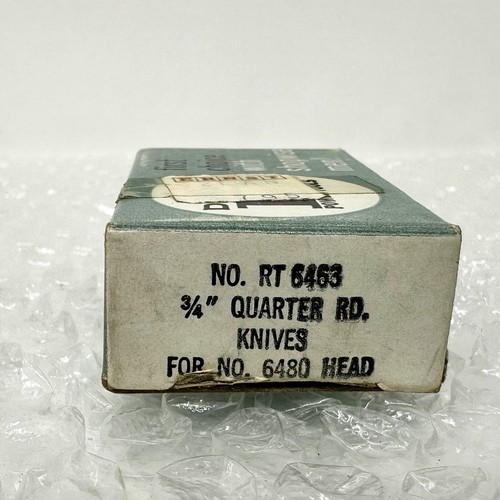 NO. RT 6463
3/4" QUARTER RD.
KNIVES
FOR NO. 6480 HEAD